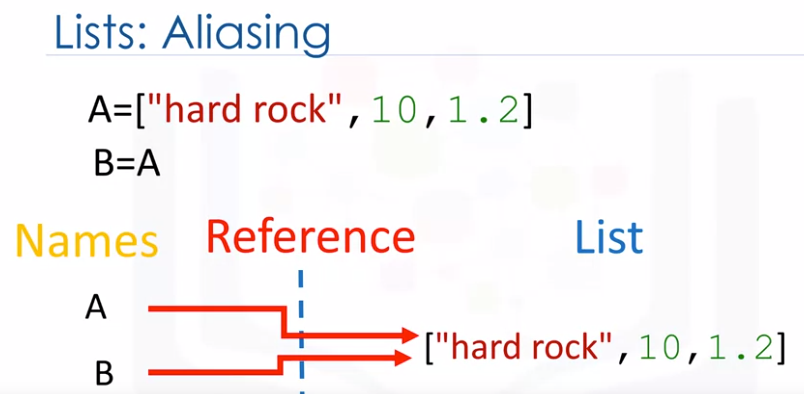 Lists: Aliasing
A=["hard rock", 10, 1.2]
B=A
Names Reference List
A
["hard rock", 10, 1.2]
B